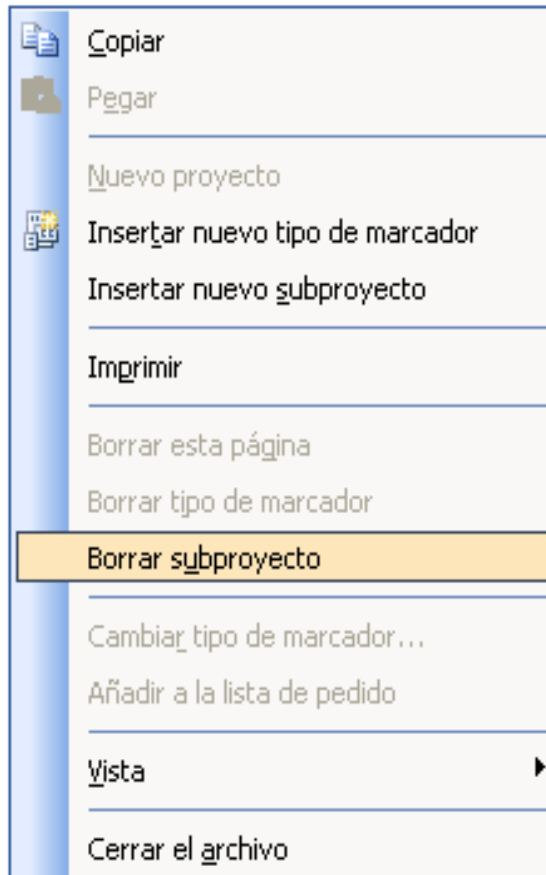 Copiar
Pegar
Nuevo proyecto
Insertar nuevo tipo de marcador
Insertar nuevo subproyecto
Imprimir
Borrar esta página
Borrar tipo de marcador
Borrar subproyecto
Cambiar tipo de marcador...
Añadir a la lista de pedido
Vista
Cerrar el archivo